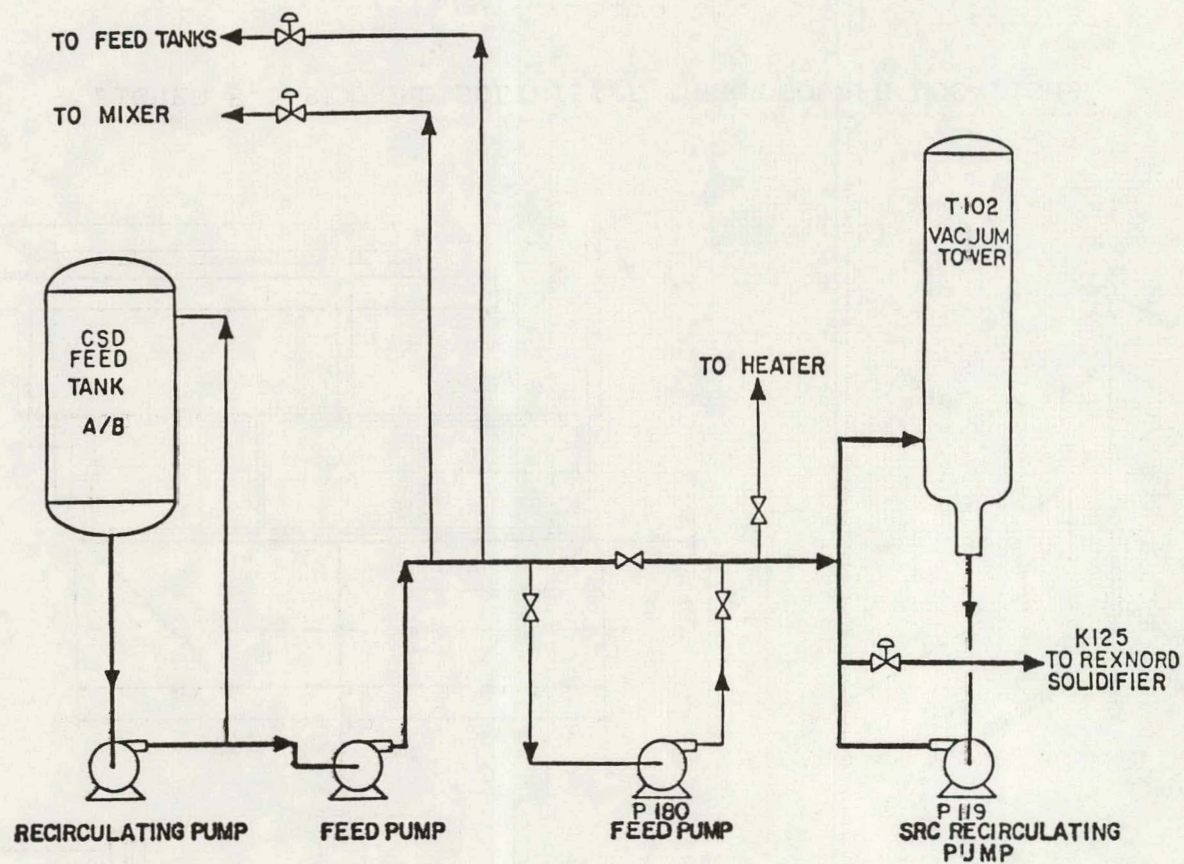 TO FEED TANKS
TO MIXER
T-102
VACUUM
TOWER
CSD
FEED
TANK
A/B
TO HEATER
K125
TO REXNORD
SOLIDIFIER
RECIRCULATING PUMP
FEED PUMP
P 180
FEED PUMP
P 119
SRC RECIRCULATING
PUMP